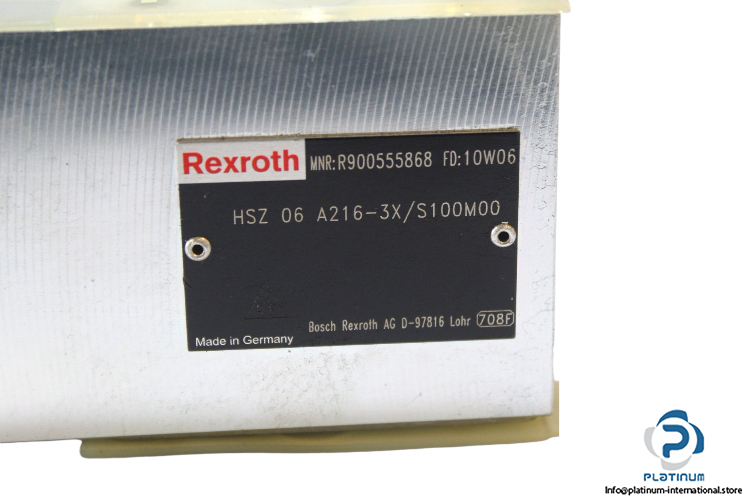 Rexroth MNR:R900555868 FD:10W06
HSZ 06 A216-3X/S100M00
Bosch Rexroth AG D-97816 Lohr 708F
Made in Germany
PLATINUM
Info@platinum-international.store